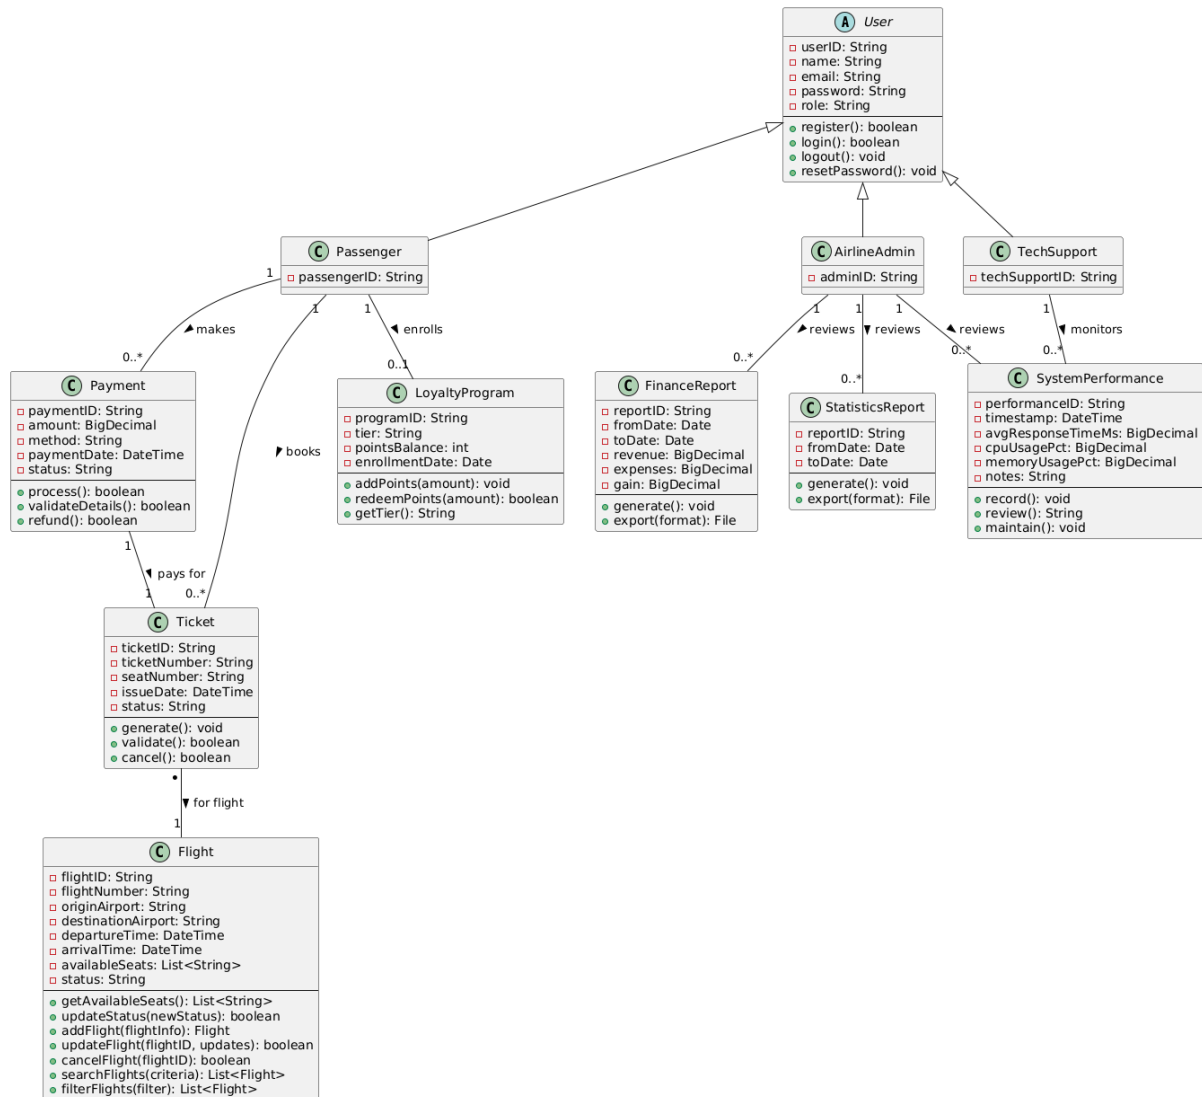 A User
userID: String
name: String
email: String
password: String
role: String
register(): boolean
login(): boolean
logout(): void
resetPassword(): void
C Passenger
passengerID: String
C AirlineAdmin
adminID: String
C TechSupport
techSupportID: String
1
makes
0..*
1
books
0..*
1
enrolls
0..1
1
reviews
0..*
1
reviews
0..*
1
reviews
0..*
1
monitors
0..*
C Payment
paymentID: String
amount: BigDecimal
method: String
paymentDate: DateTime
status: String
process(): boolean
validateDetails(): boolean
refund(): boolean
C LoyaltyProgram
programID: String
tier: String
pointsBalance: int
enrollmentDate: Date
addPoints(amount): void
redeemPoints(amount): boolean
getTier(): String
C FinanceReport
reportID: String
fromDate: Date
toDate: Date
revenue: BigDecimal
expenses: BigDecimal
gain: BigDecimal
generate(): void
export(format): File
C StatisticsReport
reportID: String
fromDate: Date
toDate: Date
generate(): void
export(format): File
C SystemPerformance
performanceID: String
timestamp: DateTime
avgResponseTimeMs: BigDecimal
cpuUsagePct: BigDecimal
memoryUsagePct: BigDecimal
notes: String
record(): void
review(): String
maintain(): void
1
pays for
1
C Ticket
ticketID: String
ticketNumber: String
seatNumber: String
issueDate: DateTime
status: String
generate(): void
validate(): boolean
cancel(): boolean
•
for flight
1
C Flight
flightID: String
flightNumber: String
originAirport: String
destinationAirport: String
departureTime: DateTime
arrivalTime: DateTime
availableSeats: List<String>
status: String
getAvailableSeats(): List<String>
updateStatus(newStatus): boolean
addFlight(flightInfo): Flight
updateFlight(flightID, updates): boolean
cancelFlight(flightID): boolean
searchFlights(criteria): List<Flight>
filterFlights(filter): List<Flight>